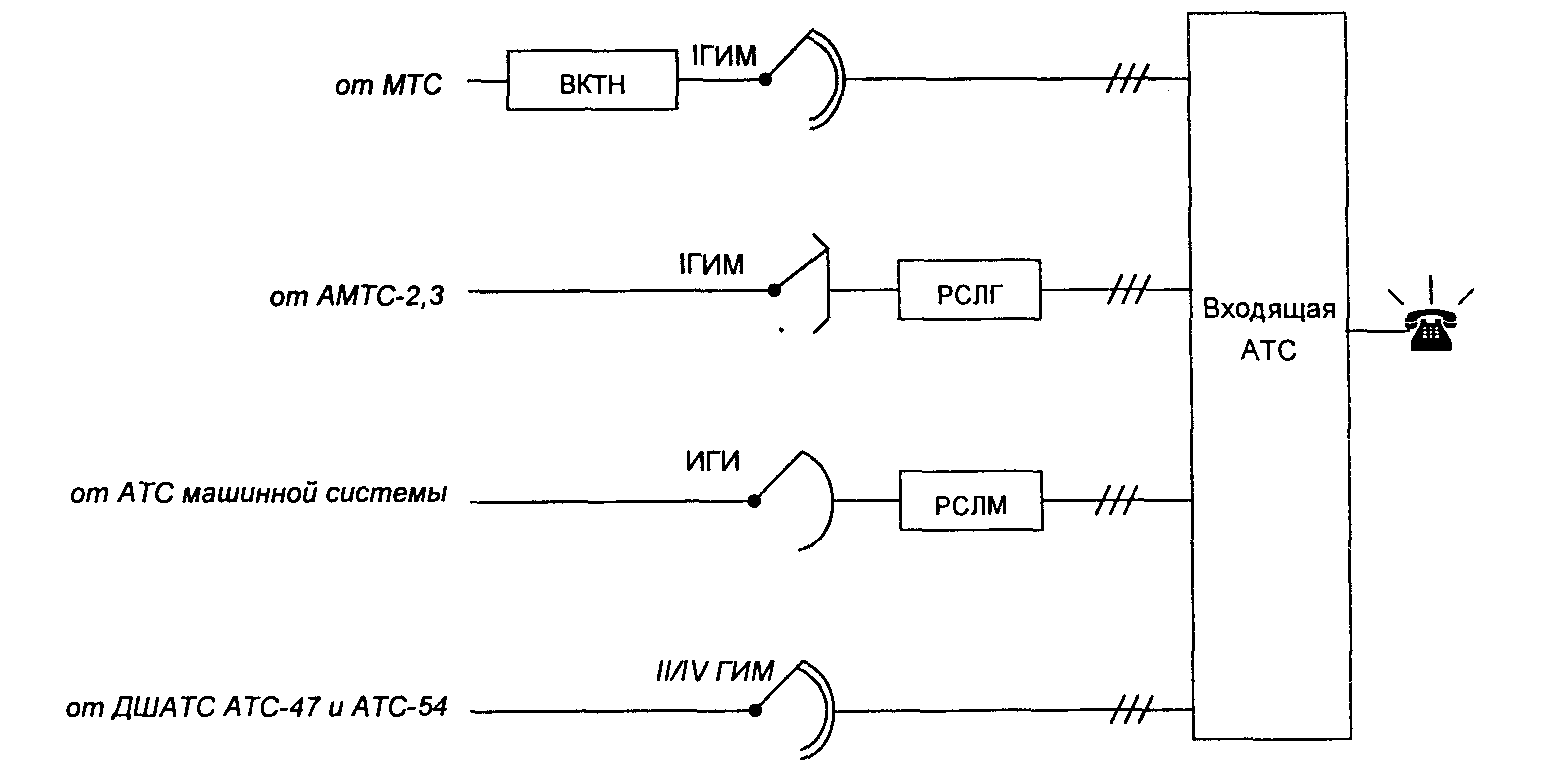 от МТС
ВКТН
IГИМ
от АМТС-2,3
IГИМ
РСЛГ
Входящая
АТС
от АТС машинной системы
ИГИ
РСЛМ
от ДШАТС АТС-47 и АТС-54
II/IV ГИМ